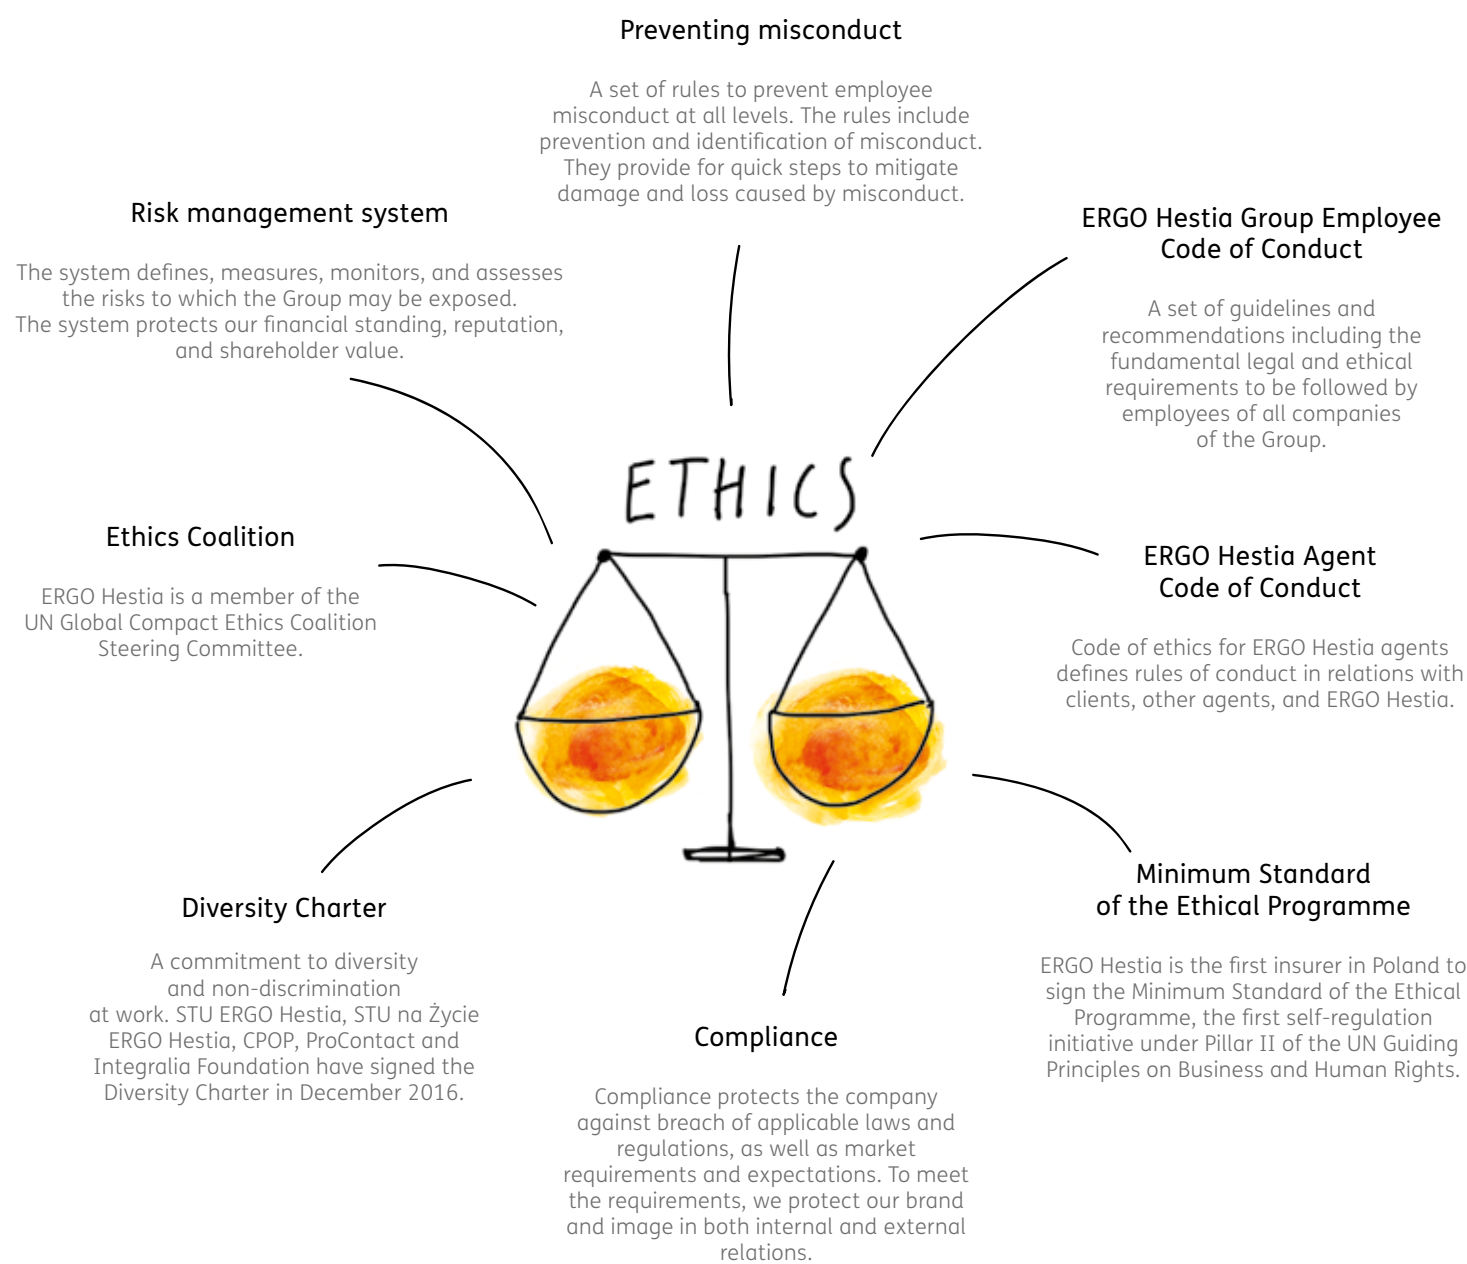 Preventing misconduct
A set of rules to prevent employee
misconduct at all levels. The rules include
prevention and identification of misconduct.
They provide for quick steps to mitigate
damage and loss caused by misconduct.
Risk management system
The system defines, measures, monitors, and assesses
the risks to which the Group may be exposed.
The system protects our financial standing, reputation,
and shareholder value.
ERGO Hestia Group Employee
Code of Conduct
A set of guidelines and
recommendations including the
fundamental legal and ethical
requirements to be followed by
employees of all companies
of the Group.
ETHICS
Ethics Coalition
ERGO Hestia is a member of the
UN Global Compact Ethics Coalition
Steering Committee.
ERGO Hestia Agent
Code of Conduct
Code of ethics for ERGO Hestia agents
defines rules of conduct in relations with
clients, other agents, and ERGO Hestia.
Diversity Charter
A commitment to diversity
and non-discrimination
at work. STU ERGO Hestia, STU na Życie
ERGO Hestia, CPOP, ProContact and
Integralia Foundation have signed the
Diversity Charter in December 2016.
Minimum Standard
of the Ethical Programme
ERGO Hestia is the first insurer in Poland to
sign the Minimum Standard of the Ethical
Programme, the first self-regulation
initiative under Pillar II of the UN Guiding
Principles on Business and Human Rights.
Compliance
Compliance protects the company
against breach of applicable laws and
regulations, as well as market
requirements and expectations. To meet
the requirements, we protect our brand
and image in both internal and external
relations.